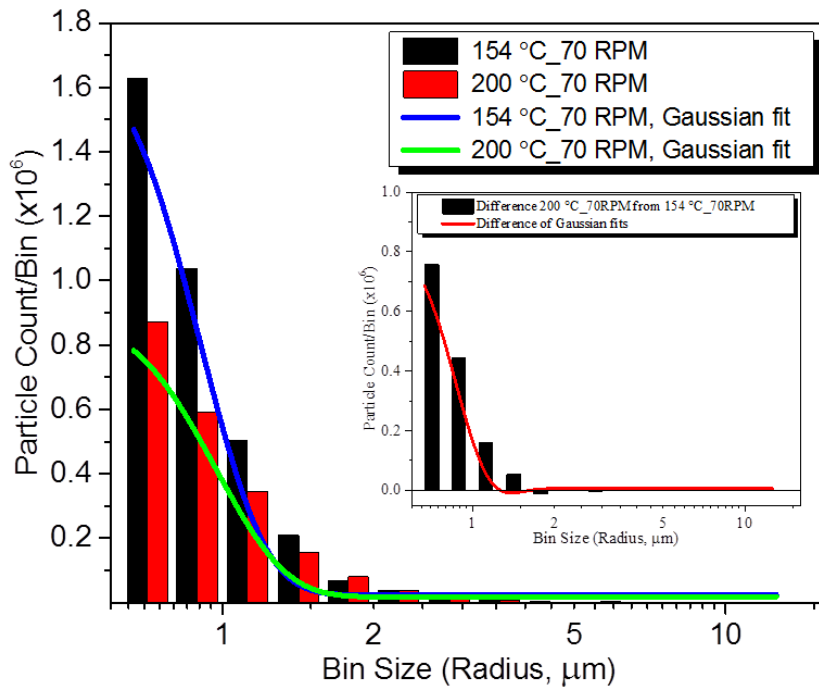 1.8
1.6
1.4
1.2
1.0
0.8
0.6
0.4
0.2
Particle Count/Bin (x10⁶)
154 °C_70 RPM
200 °C_70 RPM
154 °C_70 RPM, Gaussian fit
200 °C_70 RPM, Gaussian fit
1.0
0.8
0.6
0.4
0.2
0.0
Particle Count/Bin (x10⁶)
Difference 200 °C_70RPM from 154 °C_70RPM
Difference of Gaussian fits
1 2 5 10
Bin Size (Radius, μm)
1 2 5 10
Bin Size (Radius, μm)